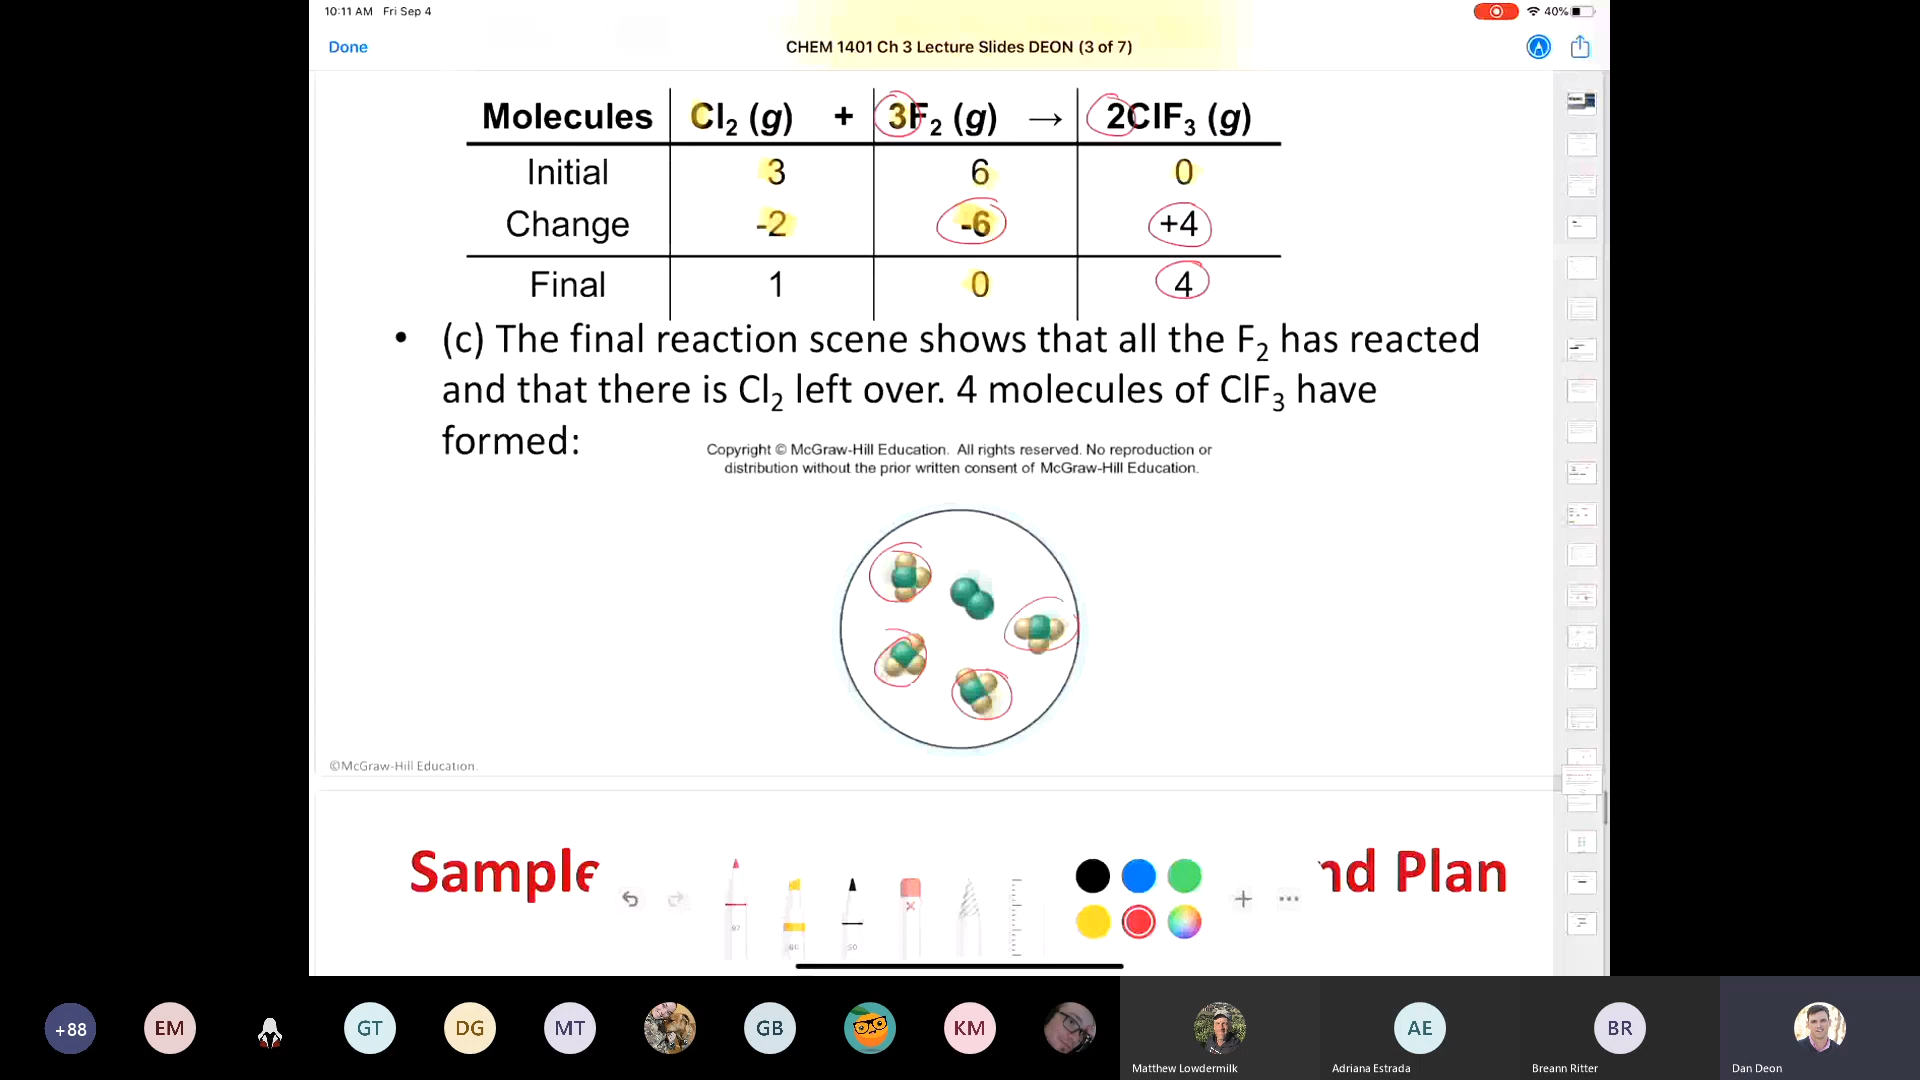 10:11 AM Fri Sep 4
40%
Done
CHEM 1401 Ch 3 Lecture Slides DEON (3 of 7)
Molecules Cl₂ (g) + 3F₂ (g) → 2ClF₃ (g)
Initial 3 6 0
Change -2 -6 +4
Final 1 0 4
• (c) The final reaction scene shows that all the F₂ has reacted
and that there is Cl₂ left over. 4 molecules of ClF₃ have
formed:
Copyright © McGraw-Hill Education. All rights reserved. No reproduction or
distribution without the prior written consent of McGraw-Hill Education.
©McGraw-Hill Education.
Sample nd Plan
97 80 50
+88 EM GT DG MT GB KM AE BR
Matthew Lowdermilk Adriana Estrada Breann Ritter Dan Deon